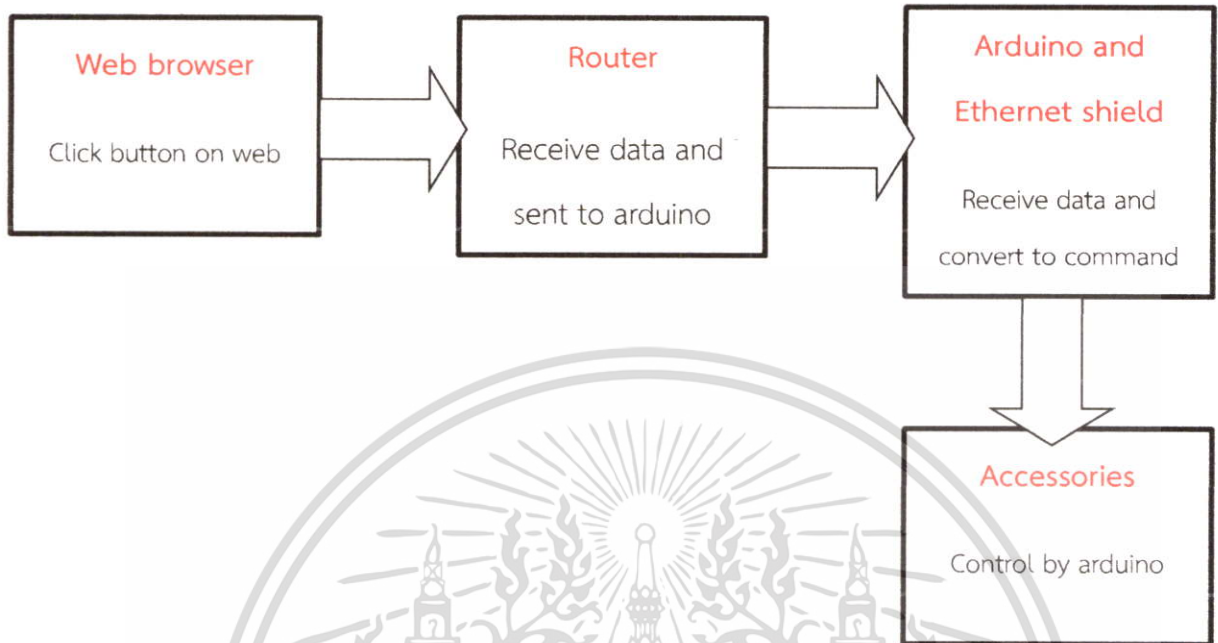 Web browser
Click button on web
Router
Receive data and
sent to arduino
Arduino and
Ethernet shield
Receive data and
convert to command
Accessories
Control by arduino